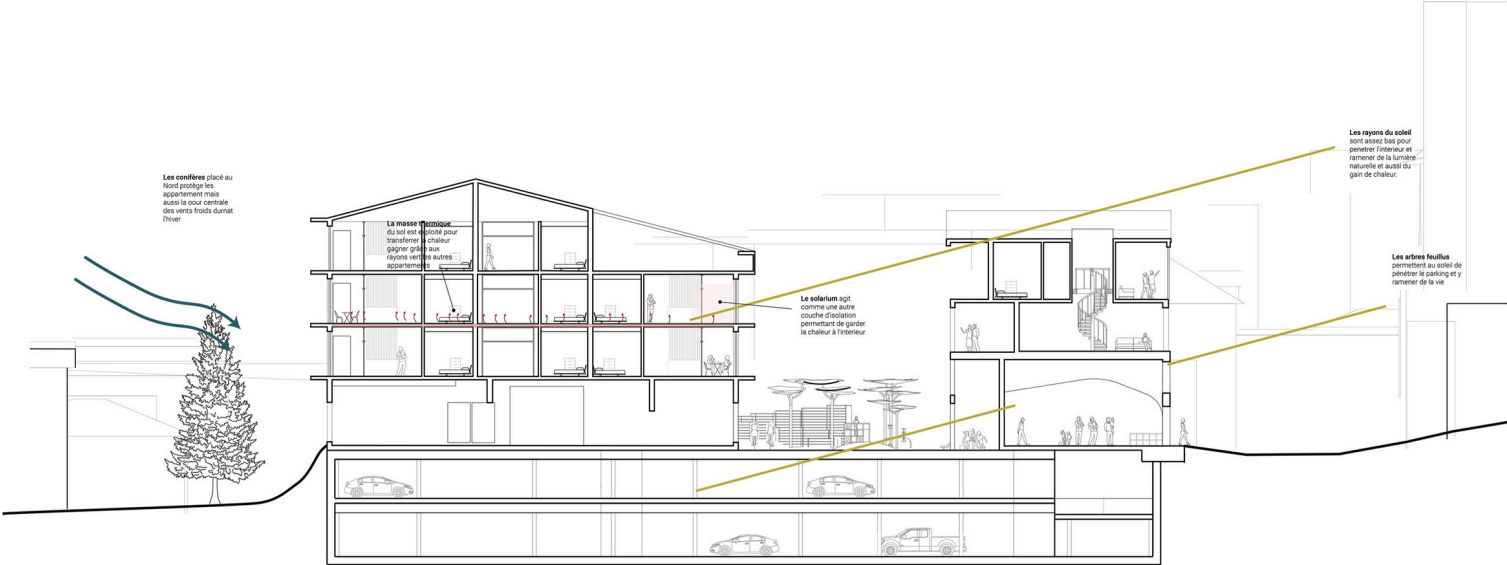 Les conifères placé au
Nord protège les
appartement mais
aussi la oour centrale
des vents froids durnat
l'hiver
La masse thermique
du sol est exploité pour
transferer la chaleur
gagner grâce aux
rayons vert les autres
appartements
Le solarium agit
comme une autre
couche d'isolation
permettant de garder
la chaleur à l'interieur
Les rayons du soleil
sont assez bas pour
penetrer l'interieur et
ramener de la lumière
naturelle et aussi du
gain de chaleur.
Les arbres feuillus
permettent au soleil de
pénétrer le parking et y
ramener de la vie